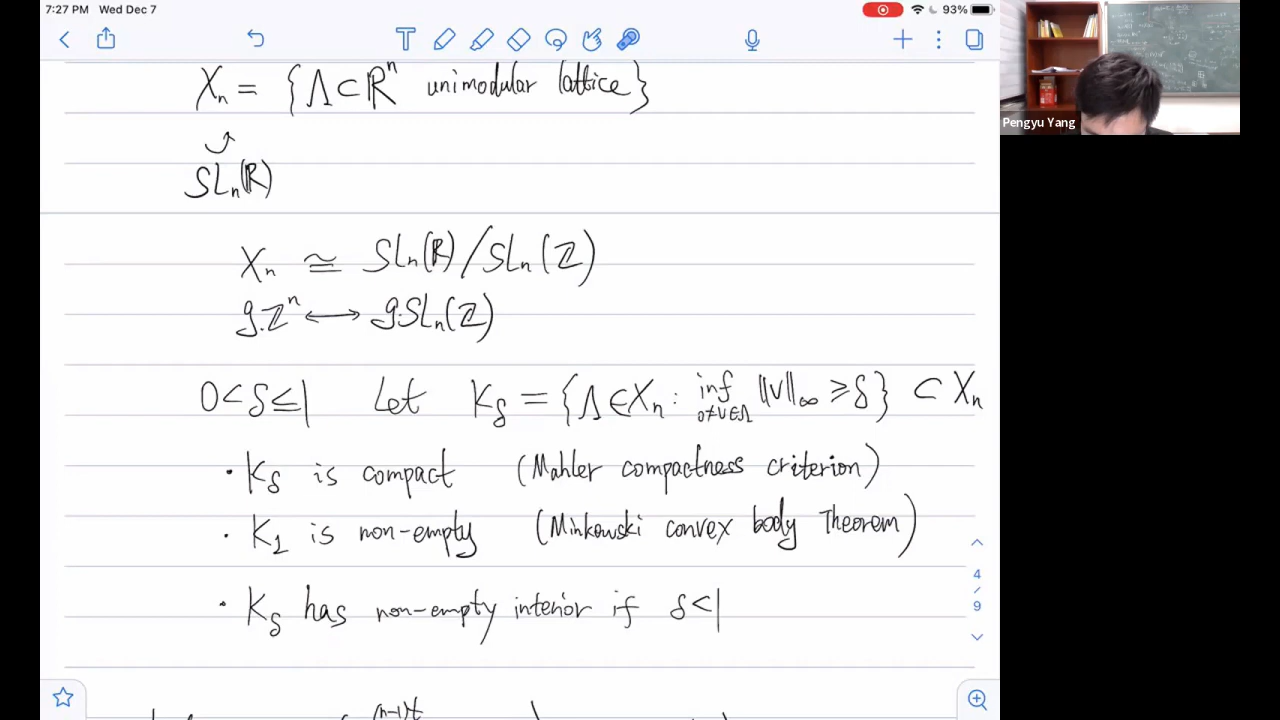 7:27 PM Wed Dec 7
93%
Pengyu Yang
X_n = {Λ ⊂ ℝ^n unimodular lattice}
SL_n(ℝ)
X_n ≅ SL_n(ℝ)/SL_n(ℤ)
g.ℤ^n ↔ g.SL_n(ℤ)
0<δ≤1 Let K_δ = {Λ∈X_n : inf_{0≠v∈Λ} ‖v‖_∞ ≥ δ} ⊂ X_n
· K_δ is compact (Mahler compactness criterion)
· K_1 is non-empty (Minkowski convex body Theorem)
· K_δ has non-empty interior if δ<1
4
/
9
(n-1)t